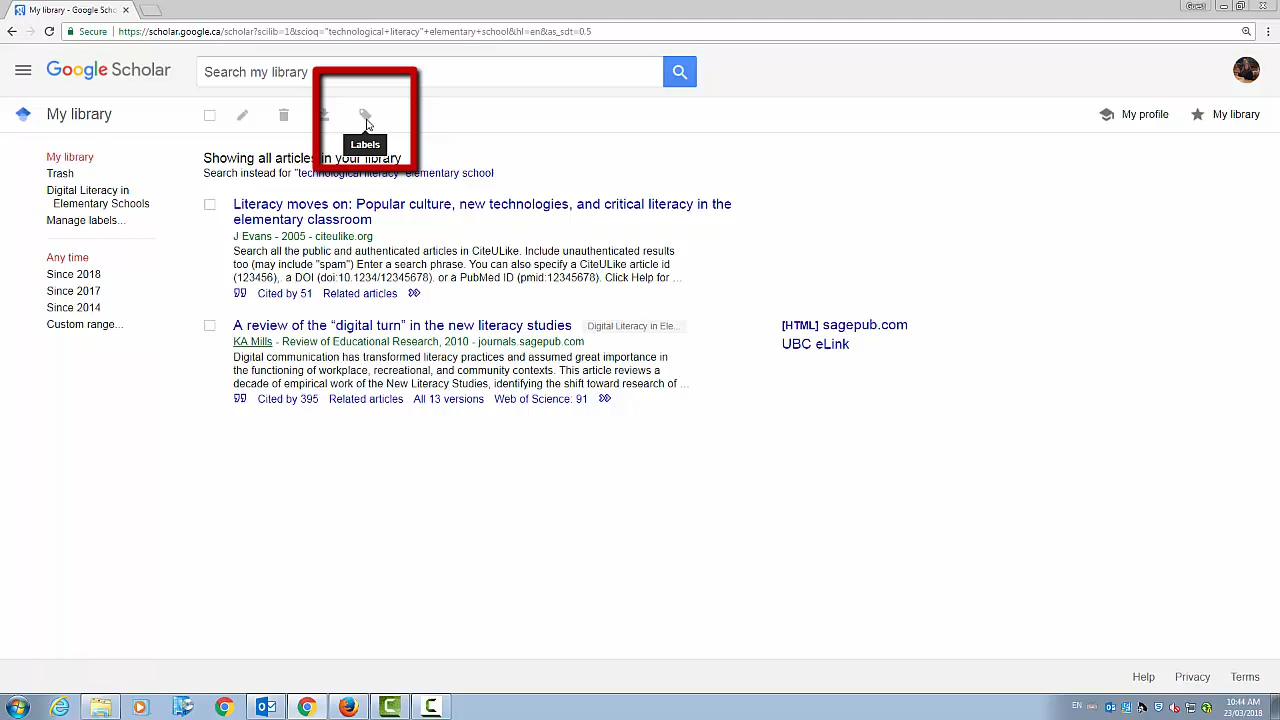 My library - Google Scho
Guest
Secure https://scholar.google.ca/scholar?scilib=1&scioq="technological+literacy"+elementary+school&hl=en&as_sdt=0.5
Google Scholar
Search my library
My library
Labels
My profile
My library
My library
Trash
Digital Literacy in
Elementary Schools
Manage labels...
Any time
Since 2018
Since 2017
Since 2014
Custom range...
Showing all articles in your library
Search instead for "technological literacy" elementary school
Literacy moves on: Popular culture, new technologies, and critical literacy in the
elementary classroom
J Evans - 2005 - citeulike.org
Search all the public and authenticated articles in CiteULike. Include unauthenticated results
too (may include "spam") Enter a search phrase. You can also specify a CiteULike article id
(123456),. a DOI (doi:10.1234/12345678). or a PubMed ID (pmid:12345678). Click Help for ...
Cited by 51 Related articles
A review of the “digital turn” in the new literacy studies Digital Literacy in Ele...
KA Mills - Review of Educational Research, 2010 - journals.sagepub.com
Digital communication has transformed literacy practices and assumed great importance in
the functioning of workplace, recreational, and community contexts. This article reviews a
decade of empirical work of the New Literacy Studies, identifying the shift toward research of ...
Cited by 395 Related articles All 13 versions Web of Science: 91
[HTML] sagepub.com
UBC eLink
Help Privacy Terms
EN
10:44 AM
23/03/2018